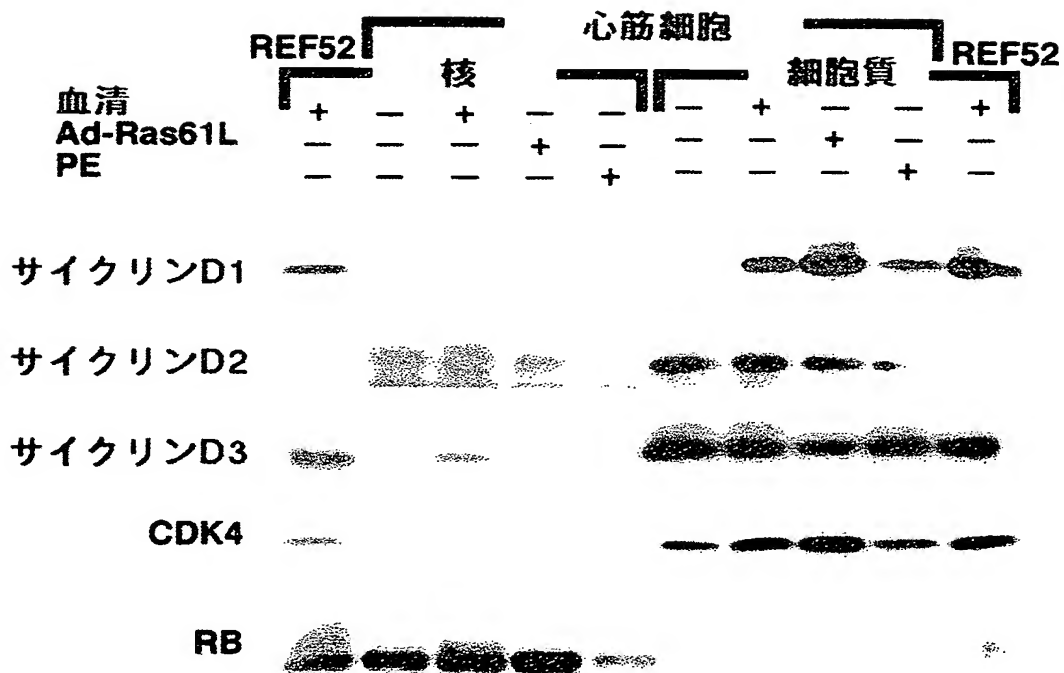 心筋細胞
REF52 核 細胞質 REF52
血清 + − + − − − + − − +
Ad-Ras61L − − − + − − − + − −
PE − − − − + − − − + −
サイクリンD1
サイクリンD2
サイクリンD3
CDK4
RB